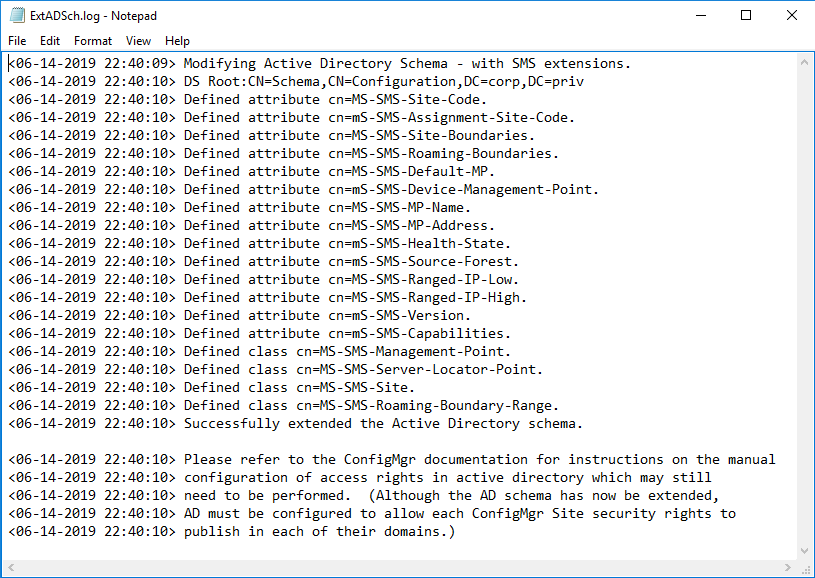 ExtADSch.log - Notepad
File Edit Format View Help
<06-14-2019 22:40:09> Modifying Active Directory Schema - with SMS extensions.
<06-14-2019 22:40:10> DS Root:CN=Schema,CN=Configuration,DC=corp,DC=priv
<06-14-2019 22:40:10> Defined attribute cn=MS-SMS-Site-Code.
<06-14-2019 22:40:10> Defined attribute cn=mS-SMS-Assignment-Site-Code.
<06-14-2019 22:40:10> Defined attribute cn=MS-SMS-Site-Boundaries.
<06-14-2019 22:40:10> Defined attribute cn=MS-SMS-Roaming-Boundaries.
<06-14-2019 22:40:10> Defined attribute cn=MS-SMS-Default-MP.
<06-14-2019 22:40:10> Defined attribute cn=mS-SMS-Device-Management-Point.
<06-14-2019 22:40:10> Defined attribute cn=MS-SMS-MP-Name.
<06-14-2019 22:40:10> Defined attribute cn=MS-SMS-MP-Address.
<06-14-2019 22:40:10> Defined attribute cn=mS-SMS-Health-State.
<06-14-2019 22:40:10> Defined attribute cn=mS-SMS-Source-Forest.
<06-14-2019 22:40:10> Defined attribute cn=MS-SMS-Ranged-IP-Low.
<06-14-2019 22:40:10> Defined attribute cn=MS-SMS-Ranged-IP-High.
<06-14-2019 22:40:10> Defined attribute cn=mS-SMS-Version.
<06-14-2019 22:40:10> Defined attribute cn=mS-SMS-Capabilities.
<06-14-2019 22:40:10> Defined class cn=MS-SMS-Management-Point.
<06-14-2019 22:40:10> Defined class cn=MS-SMS-Server-Locator-Point.
<06-14-2019 22:40:10> Defined class cn=MS-SMS-Site.
<06-14-2019 22:40:10> Defined class cn=MS-SMS-Roaming-Boundary-Range.
<06-14-2019 22:40:10> Successfully extended the Active Directory schema.
<06-14-2019 22:40:10> Please refer to the ConfigMgr documentation for instructions on the manual
<06-14-2019 22:40:10> configuration of access rights in active directory which may still
<06-14-2019 22:40:10> need to be performed.  (Although the AD schema has now be extended,
<06-14-2019 22:40:10> AD must be configured to allow each ConfigMgr Site security rights to
<06-14-2019 22:40:10> publish in each of their domains.)